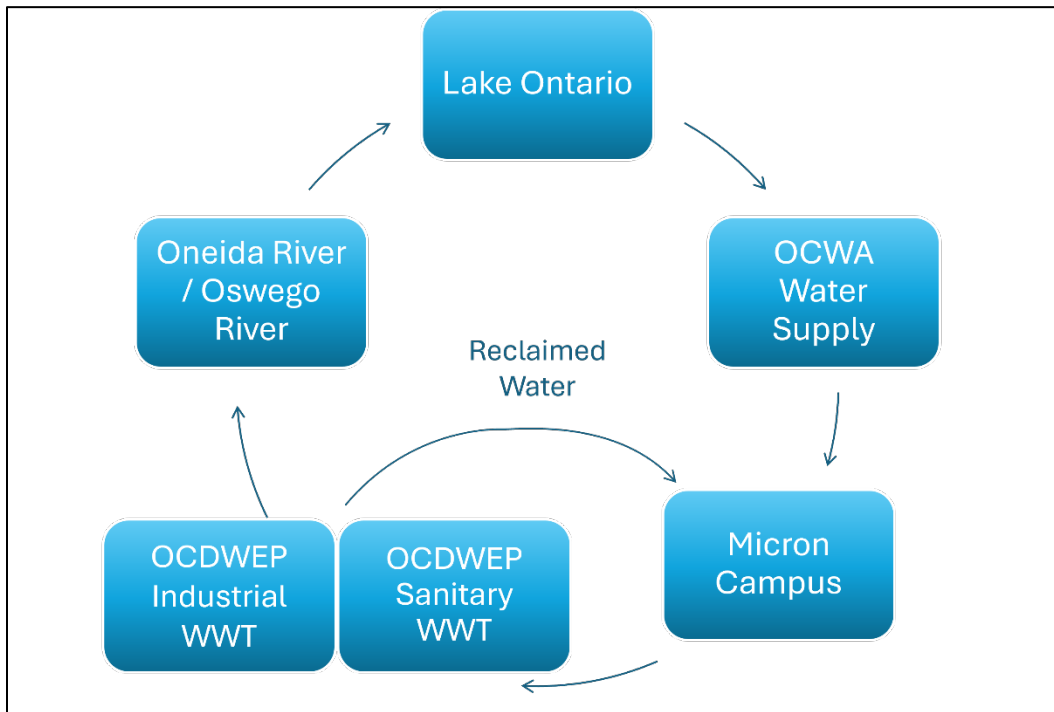 Lake Ontario
Oneida River
/ Oswego
River
OCWA
Water
Supply
Reclaimed
Water
OCDWEP
Industrial
WWT
OCDWEP
Sanitary
WWT
Micron
Campus